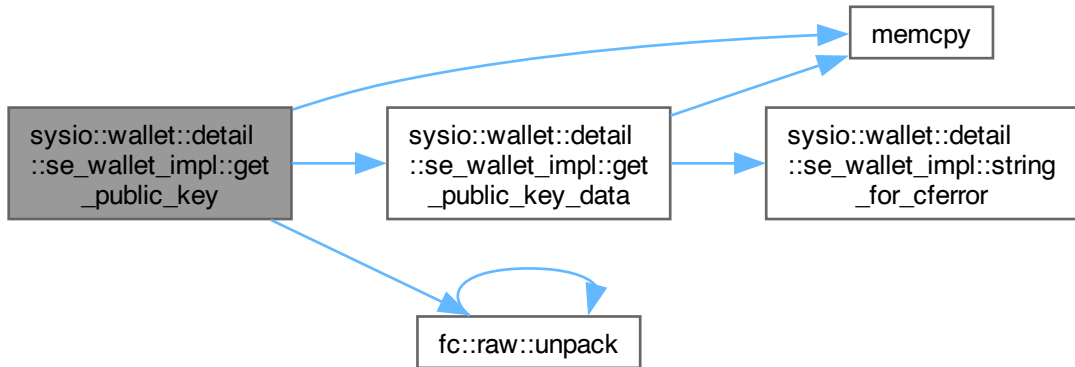 sysio::wallet::detail
::se_wallet_impl::get
_public_key
sysio::wallet::detail
::se_wallet_impl::get
_public_key_data
memcpy
sysio::wallet::detail
::se_wallet_impl::string
_for_cferror
fc::raw::unpack